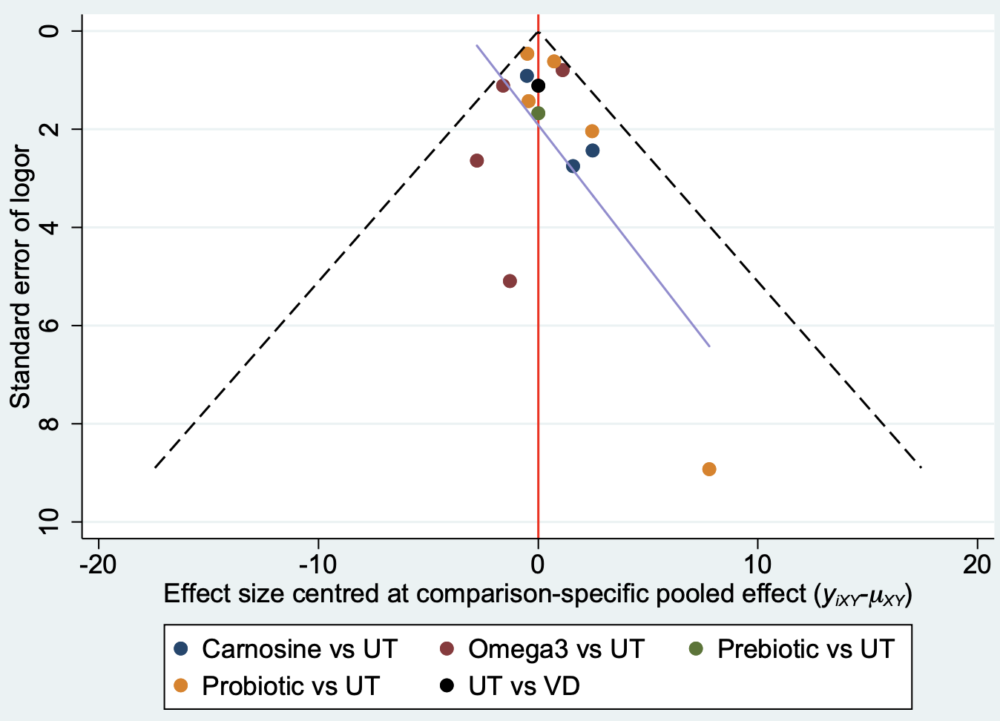 0
2
4
6
8
10
Standard error of logor
-20 -10 0 10 20
Effect size centred at comparison-specific pooled effect (yiXY-μXY)
Carnosine vs UT Omega3 vs UT Prebiotic vs UT
Probiotic vs UT UT vs VD